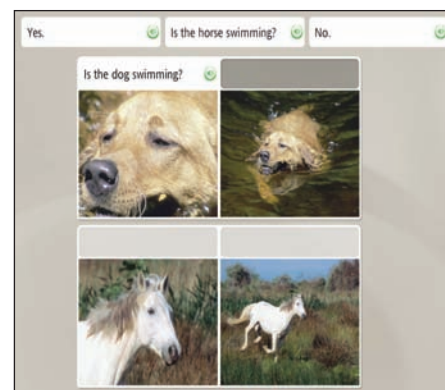 Yes.
Is the horse swimming?
No.
Is the dog swimming?